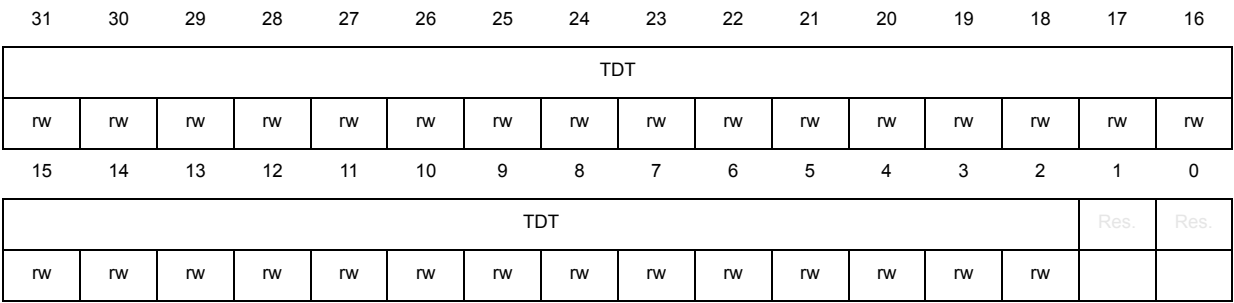 31 30 29 28 27 26 25 24 23 22 21 20 19 18 17 16
TDT
rw rw rw rw rw rw rw rw rw rw rw rw rw rw rw rw
15 14 13 12 11 10 9 8 7 6 5 4 3 2 1 0
TDT Res. Res.
rw rw rw rw rw rw rw rw rw rw rw rw rw rw